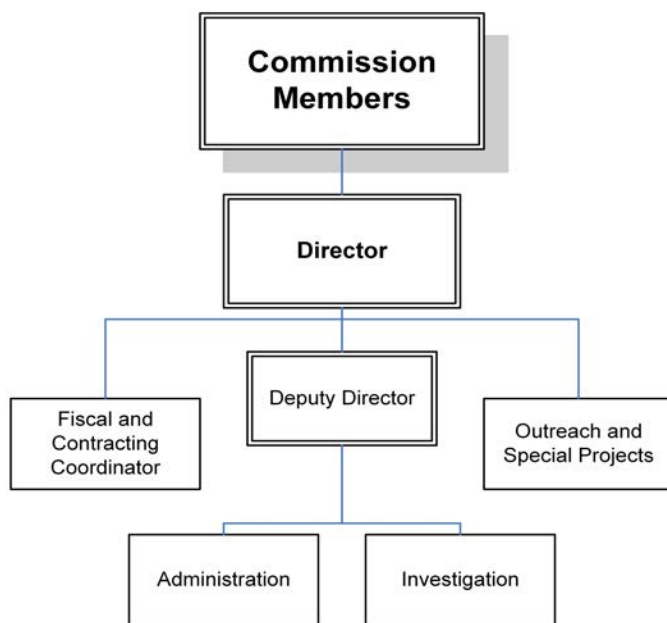 Commission
Members
Director
Deputy Director
Fiscal and
Contracting
Coordinator
Outreach and
Special Projects
Administration
Investigation